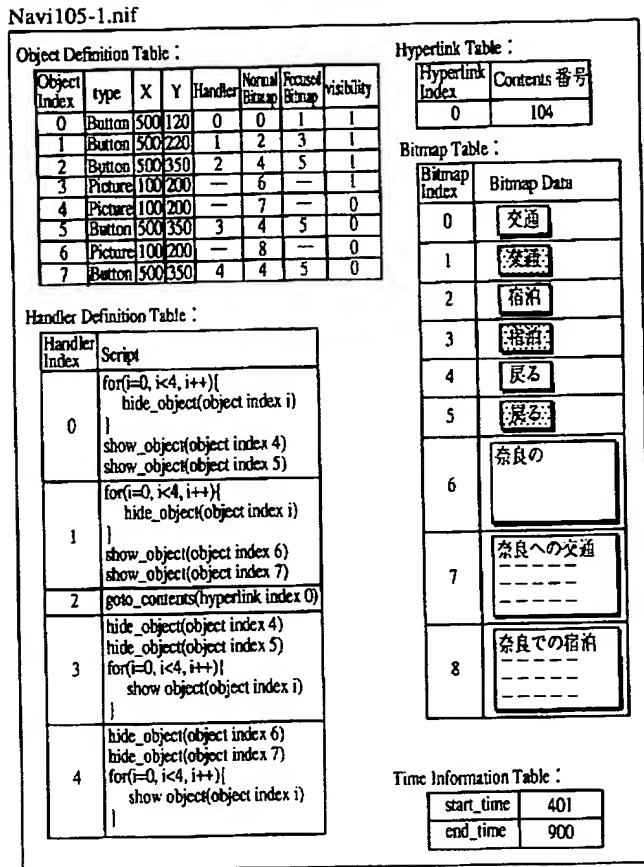 Navi105-1.nif
Object Definition Table :
Object Index type X Y Handler Normal Bitmap Focused Bitmap visibility
0 Button 500 120 0 0 1 1
1 Button 500 220 1 2 3 1
2 Button 500 350 2 4 5 1
3 Picture 100 200 — 6 — 1
4 Picture 100 200 — 7 — 0
5 Button 500 350 3 4 5 0
6 Picture 100 200 — 8 — 0
7 Button 500 350 4 4 5 0
Handler Definition Table :
Handler Index Script
0
for(i=0, i<4, i++){
hide_object(object index i)
}
show_object(object index 4)
show_object(object index 5)
1
for(i=0, i<4, i++){
hide_object(object index i)
}
show_object(object index 6)
show_object(object index 7)
2 goto_contents(hyperlink index 0)
3
hide_object(object index 4)
hide_object(object index 5)
for(i=0, i<4, i++){
show object(object index i)
}
4
hide_object(object index 6)
hide_object(object index 7)
for(i=0, i<4, i++){
show object(object index i)
}
Hyperlink Table :
Hyperlink Index Contents 番号
0 104
Bitmap Table :
Bitmap Index Bitmap Data
0 交通
1 交通
2 宿泊
3 宿泊
4 戻る
5 戻る
6 奈良の
7 奈良への交通
8 奈良での宿泊
Time Information Table :
start_time 401
end_time 900